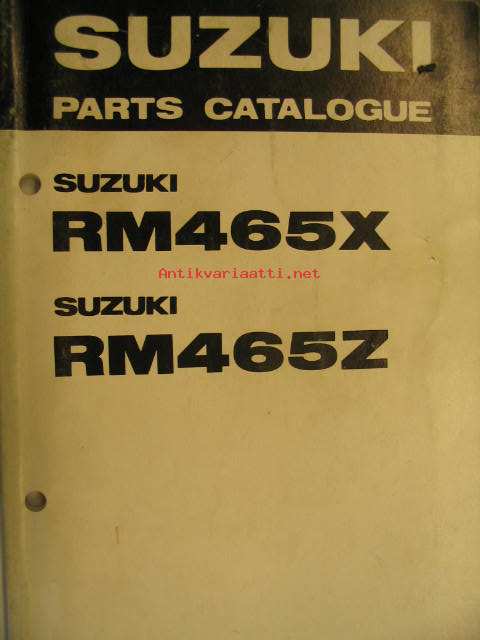 SUZUKI
PARTS CATALOGUE
SUZUKI
RM465X
Antikvariaatti.net
SUZUKI
RM465Z